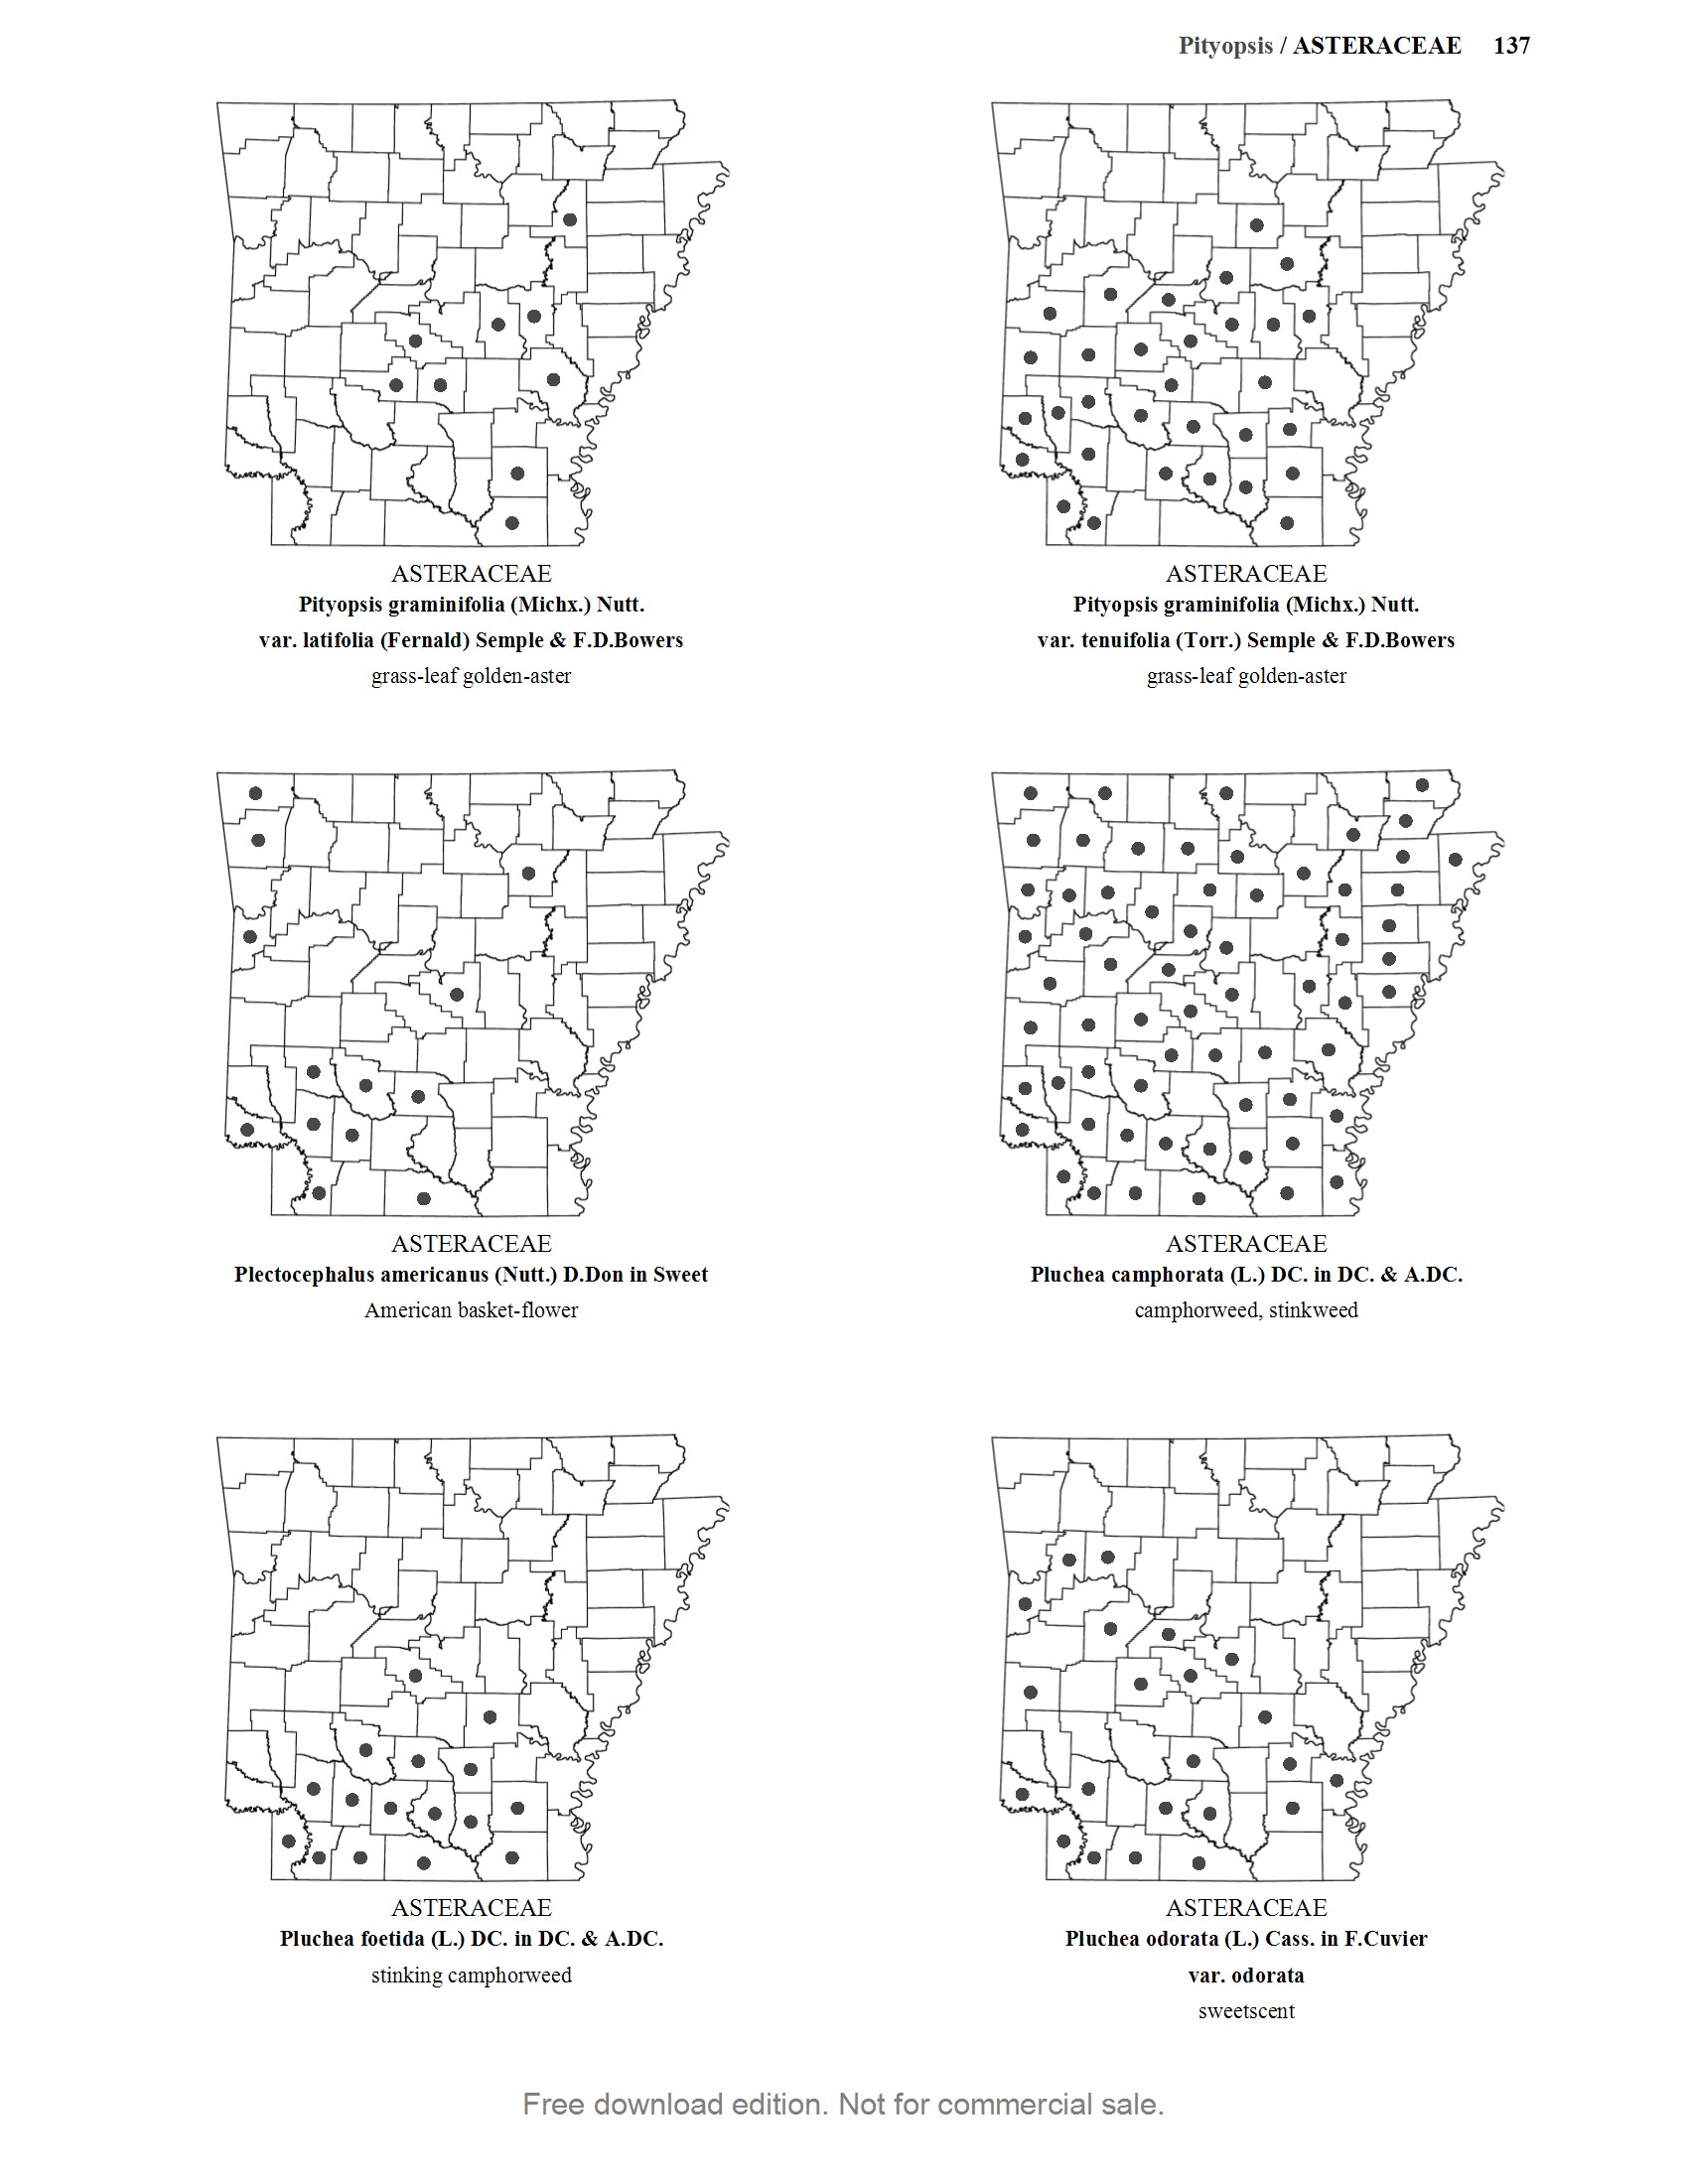 Pityopsis / ASTERACEAE 137
ASTERACEAE
Pityopsis graminifolia (Michx.) Nutt.
var. latifolia (Fernald) Semple & F.D.Bowers
grass-leaf golden-aster
ASTERACEAE
Pityopsis graminifolia (Michx.) Nutt.
var. tenuifolia (Torr.) Semple & F.D.Bowers
grass-leaf golden-aster
ASTERACEAE
Plectocephalus americanus (Nutt.) D.Don in Sweet
American basket-flower
ASTERACEAE
Pluchea camphorata (L.) DC. in DC. & A.DC.
camphorweed, stinkweed
ASTERACEAE
Pluchea foetida (L.) DC. in DC. & A.DC.
stinking camphorweed
ASTERACEAE
Pluchea odorata (L.) Cass. in F.Cuvier
var. odorata
sweetscent
Free download edition. Not for commercial sale.